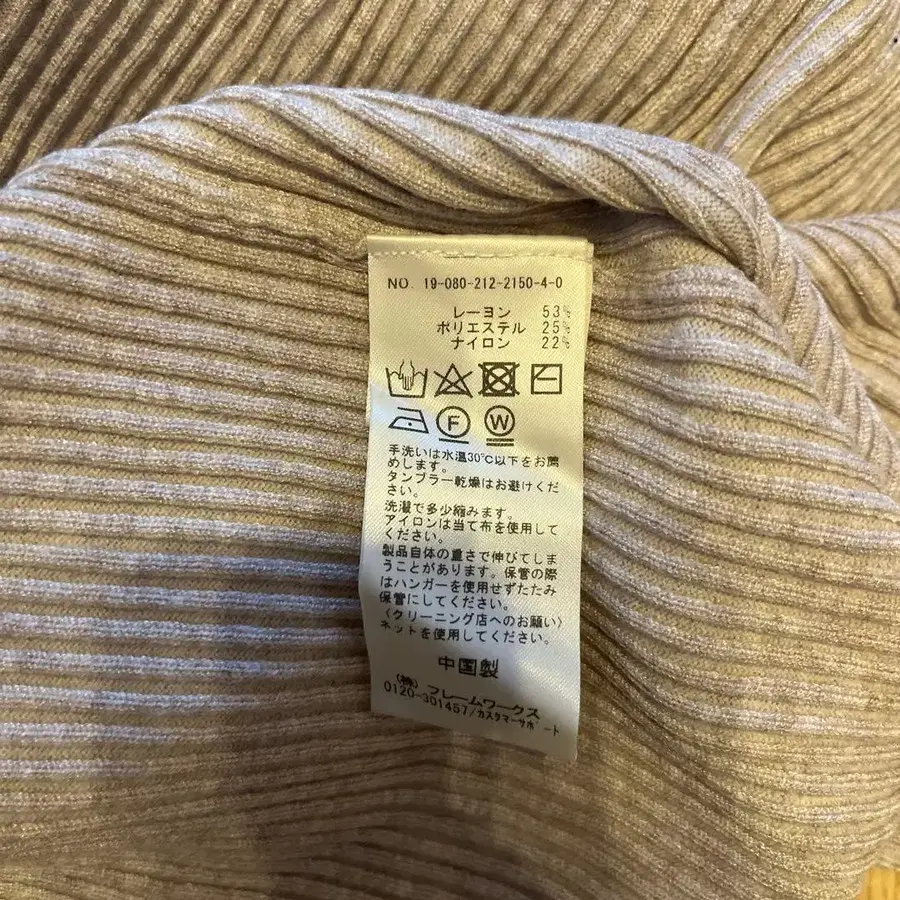 NO. 19-080-212-2150-4-0
レーヨン 53%
ポリエステル 25%
ナイロン 22%
F W
手洗いは水温30℃以下をお薦
めします。
タンブラー乾燥はお避けくだ
さい。
洗濯で多少縮みます。
アイロンは当て布を使用して
ください。
製品自体の重さで伸びてしま
うことがあります。保管の際
はハンガーを使用せずたたみ
保管にしてください。
〈クリーニング店へのお願い〉
ネットを使用してください。
中国製
(株) フレームワークス
0120-301457/カスタマーサポート